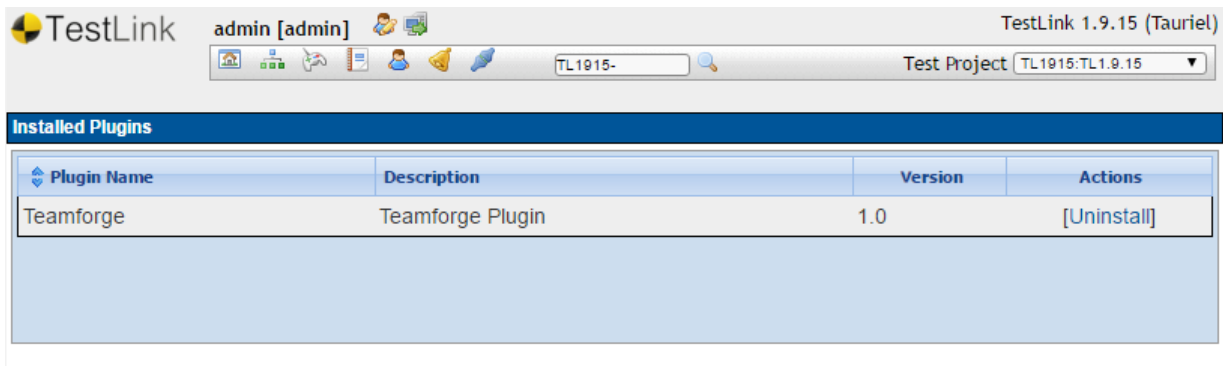 TestLink admin [admin] TestLink 1.9.15 (Tauriel)
TL1915- Test Project TL1915:TL1.9.15
Installed Plugins
Plugin Name Description Version Actions
Teamforge Teamforge Plugin 1.0 [Uninstall]